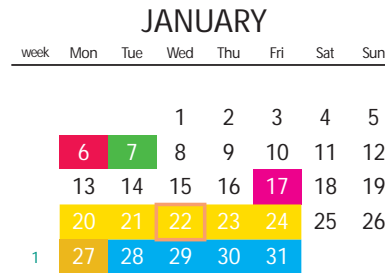 JANUARY
week Mon Tue Wed Thu Fri Sat Sun
1 2 3 4 5
6 7 8 9 10 11 12
13 14 15 16 17 18 19
20 21 22 23 24 25 26
1 27 28 29 30 31